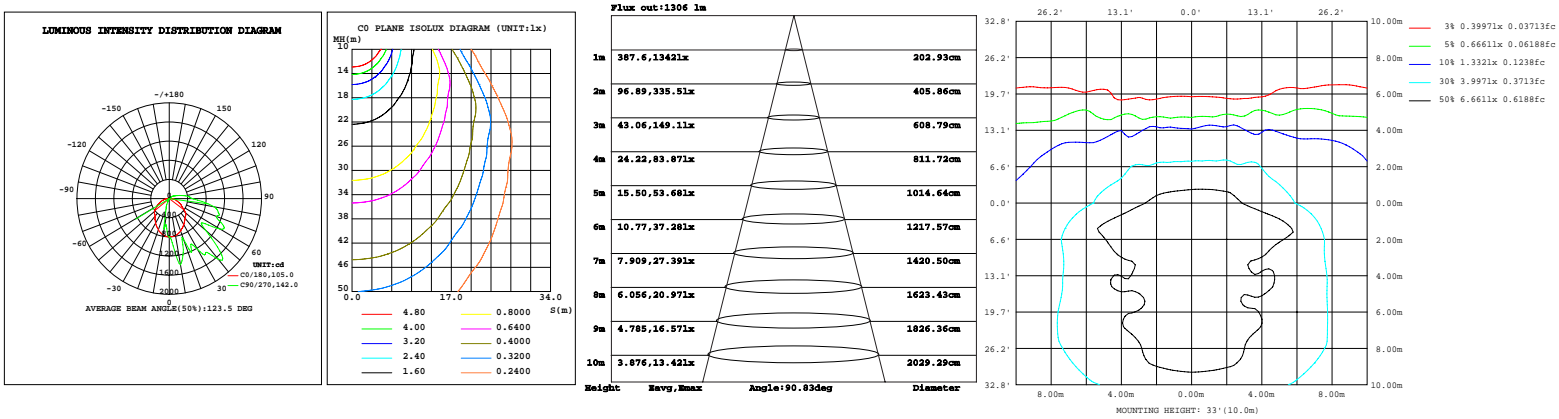 LUMINOUS INTENSITY DISTRIBUTION DIAGRAM
-/+180
-150 150
-120 120
-90 90
-60 60
-30 30
0
0
400
800
1200
1600
2000
UNIT:cd
C0/180,105.0
C90/270,142.0
AVERAGE BEAM ANGLE(50%):123.5 DEG
C0 PLANE ISOLUX DIAGRAM (UNIT:lx)
MH(m)
10
14
18
22
26
30
34
38
42
46
50
0.0 17.0 34.0
S(m)
4.80 0.8000
4.00 0.6400
3.20 0.4000
2.40 0.3200
1.60 0.2400
Flux out:1306 lm
1m 387.6,1342lx 202.93cm
2m 96.89,335.5lx 405.86cm
3m 43.06,149.1lx 608.79cm
4m 24.22,83.87lx 811.72cm
5m 15.50,53.68lx 1014.64cm
6m 10.77,37.28lx 1217.57cm
7m 7.909,27.39lx 1420.50cm
8m 6.056,20.97lx 1623.43cm
9m 4.785,16.57lx 1826.36cm
10m 3.876,13.42lx 2029.29cm
Height Eavg,Emax Angle:90.83deg Diameter
26.2' 13.1' 0.0' 13.1' 26.2'
32.8' 10.00m
26.2' 8.00m
19.7' 6.00m
13.1' 4.00m
6.6' 2.00m
0.0' 0.00m
6.6' 2.00m
13.1' 4.00m
19.7' 6.00m
26.2' 8.00m
32.8' 10.00m
8.00m 4.00m 0.00m 4.00m 8.00m
MOUNTING HEIGHT: 33'(10.0m)
3% 0.3997lx 0.03713fc
5% 0.6661lx 0.06188fc
10% 1.332lx 0.1238fc
30% 3.997lx 0.3713fc
50% 6.661lx 0.6188fc